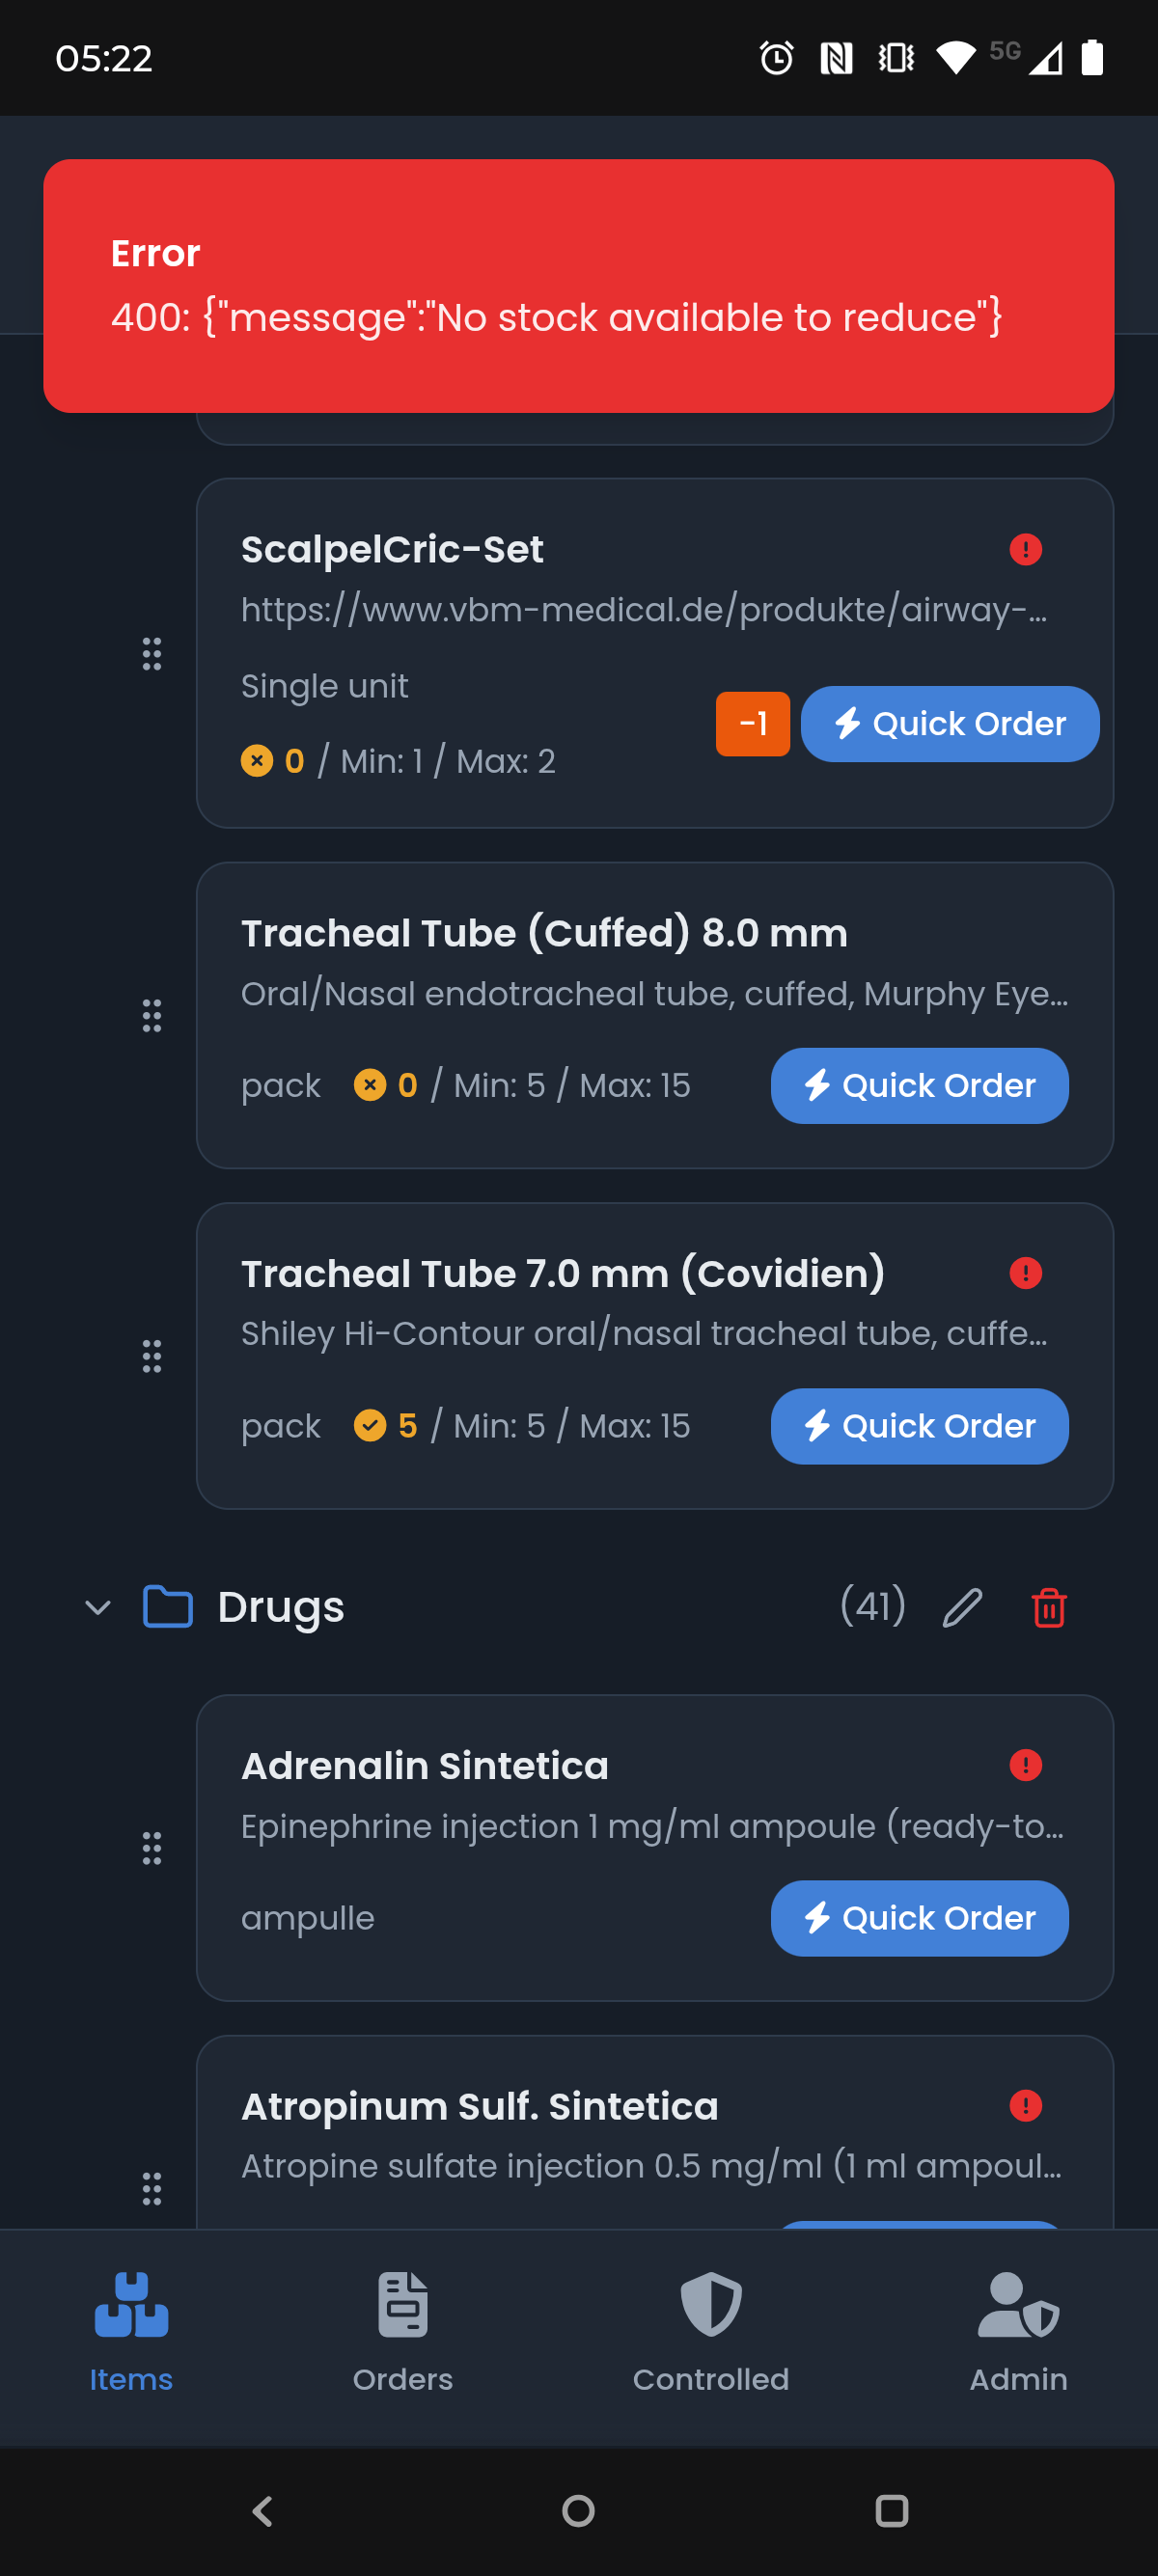 05:22
5G
Error
400: {"message":"No stock available to reduce"}
ScalpelCric-Set
https://www.vbm-medical.de/produkte/airway-...
Single unit
-1
Quick Order
0 / Min: 1 / Max: 2
Tracheal Tube (Cuffed) 8.0 mm
Oral/Nasal endotracheal tube, cuffed, Murphy Eye...
pack 0 / Min: 5 / Max: 15 Quick Order
Tracheal Tube 7.0 mm (Covidien)
Shiley Hi-Contour oral/nasal tracheal tube, cuffe...
pack 5 / Min: 5 / Max: 15 Quick Order
Drugs (41)
Adrenalin Sintetica
Epinephrine injection 1 mg/ml ampoule (ready-to...
ampulle Quick Order
Atropinum Sulf. Sintetica
Atropine sulfate injection 0.5 mg/ml (1 ml ampoul...
Items Orders Controlled Admin